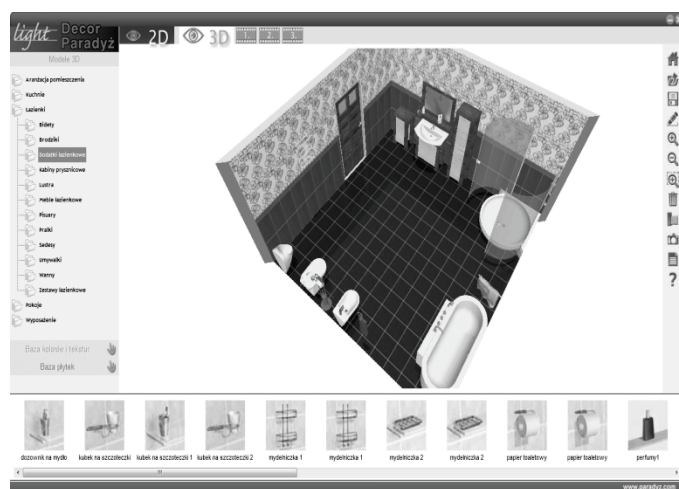 light Decor
Paradyż
2D
3D
1.
2.
3.
Modele 3D
Aranżacja pomieszczenia
Kuchnie
Łazienki
Bidety
Brodziki
Dodatki łazienkowe
Kabiny prysznicowe
Lustra
Meble łazienkowe
Pisuary
Pralki
Sedesy
Umywalki
Wanny
Zestawy łazienkowe
Pokoje
Wyposażenie
Baza kolorów i tekstur
Baza płytek
?
dozownik na mydło
kubek na szczoteczki
kubek na szczoteczki 1
kubek na szczoteczki 2
mydelniczka 1
mydelniczka 1
mydelniczka 2
mydelniczka 2
papier toaletowy
papier toaletowy
perfumy1
www.paradyz.com